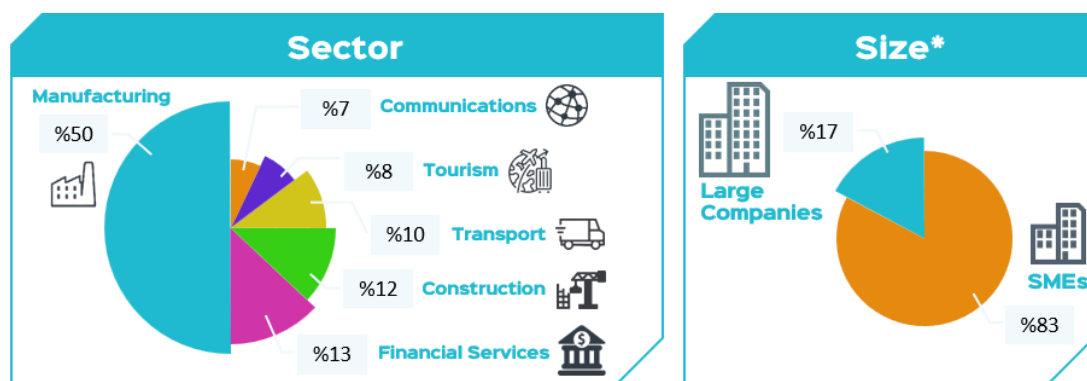 Sector
Manufacturing
%50
%7
Communications
%8
Tourism
%10
Transport
%12
Construction
%13
Financial Services
$
Size*
%17
Large
Companies
SMEs
%83